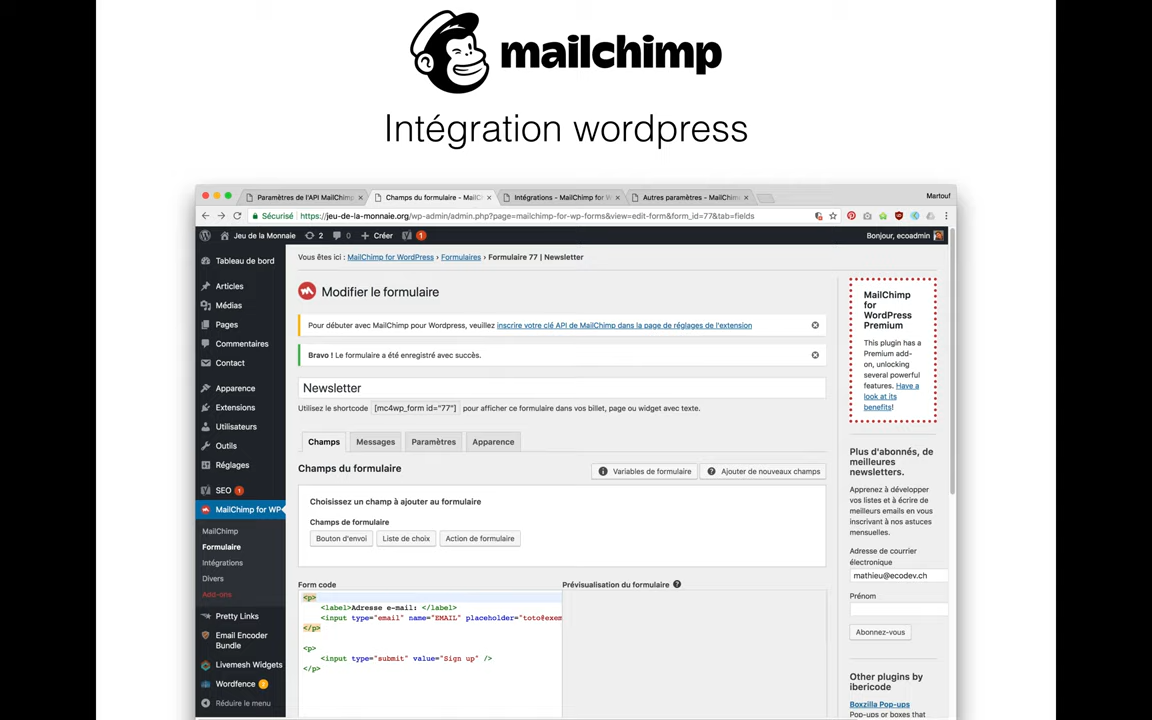 mailchimp
Intégration wordpress
Paramètres de l'API MailChimp
Champs du formulaire - MailC
Intégrations - MailChimp for W
Autres paramètres - MailChimp
Martouf
Sécurisé https://jeu-de-la-monnaie.org/wp-admin/admin.php?page=mailchimp-for-wp-forms&view=edit-form&form_id=77&tab=fields
Jeu de la Monnaie 2 0 Créer 1
Bonjour, ecoadmin
Tableau de bord
Articles
Médias
Pages
Commentaires
Contact
Apparence
Extensions
Utilisateurs
Outils
Réglages
SEO 1
MailChimp for WP
MailChimp
Formulaire
Intégrations
Divers
Add-ons
Pretty Links
Email Encoder
Bundle
Livemesh Widgets
Wordfence 2
Réduire le menu
Vous êtes ici : MailChimp for WordPress › Formulaires › Formulaire 77 | Newsletter
Modifier le formulaire
Pour débuter avec MailChimp pour Wordpress, veuillez inscrire votre clé API de MailChimp dans la page de réglages de l'extension
Bravo ! Le formulaire a été enregistré avec succès.
Newsletter
Utilisez le shortcode [mc4wp_form id="77"] pour afficher ce formulaire dans vos billet, page ou widget avec texte.
Champs Messages Paramètres Apparence
Champs du formulaire
Variables de formulaire
Ajouter de nouveaux champs
Choisissez un champ à ajouter au formulaire
Champs de formulaire
Bouton d'envoi Liste de choix Action de formulaire
Form code
Prévisualisation du formulaire
<p>
<label>Adresse e-mail: </label>
<input type="email" name="EMAIL" placeholder="toto@exem
</p>
<p>
<input type="submit" value="Sign up" />
</p>
MailChimp
for
WordPress
Premium
This plugin has a
Premium add-
on, unlocking
several powerful
features. Have a
look at its
benefits!
Plus d'abonnés, de
meilleures
newsletters.
Apprenez à développer
vos listes et à écrire de
meilleurs emails en vous
inscrivant à nos astuces
mensuelles.
Adresse de courrier
électronique
mathieu@ecodev.ch
Prénom
Abonnez-vous
Other plugins by
ibericode
Boxzilla Pop-ups
Pop-ups or boxes that